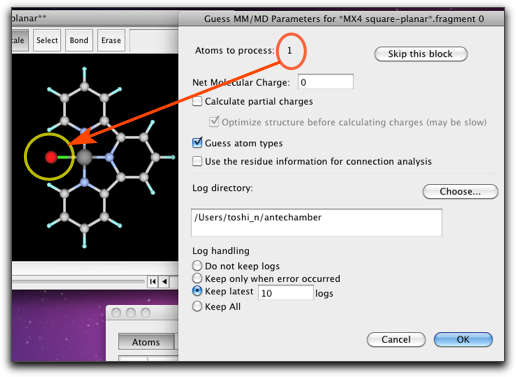 planar**
Guess MM/MD Parameters for *MX4 square-planar*.fragment 0
Select
Bond
Erase
Atoms to process: 1
Skip this block
Net Molecular Charge: 0
Calculate partial charges
Optimize structure before calculating charges (may be slow)
Guess atom types
Use the residue information for connection analysis
Log directory:
Choose...
/Users/toshi_n/antechamber
Log handling
Do not keep logs
Keep only when error occurred
Keep latest 10 logs
Keep All
Atoms
Cancel
OK